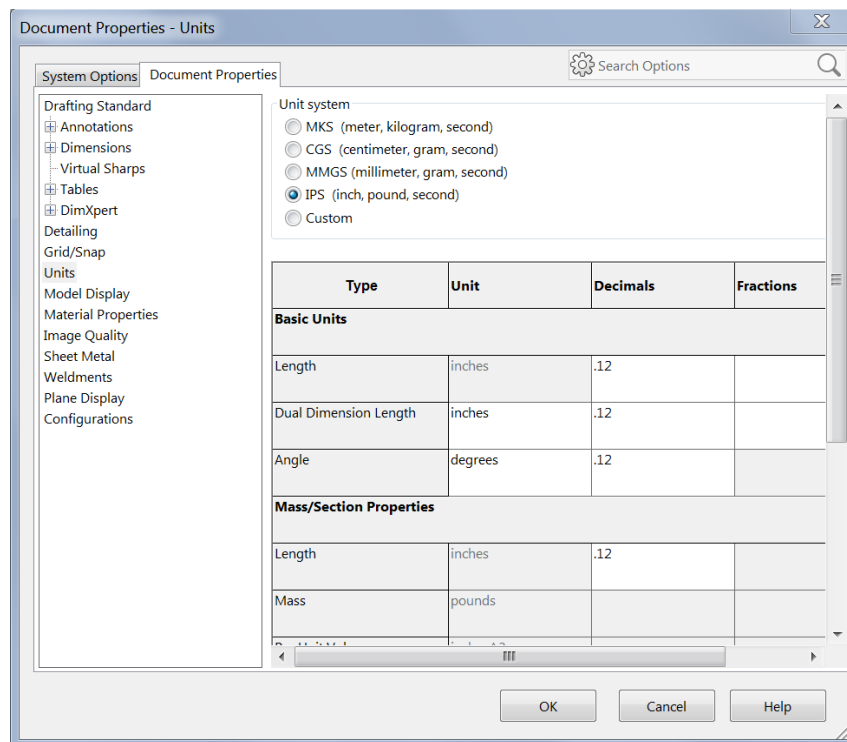 Document Properties - Units
System Options
Document Properties
Search Options
Drafting Standard
Annotations
Dimensions
Virtual Sharps
Tables
DimXpert
Detailing
Grid/Snap
Units
Model Display
Material Properties
Image Quality
Sheet Metal
Weldments
Plane Display
Configurations
Unit system
MKS (meter, kilogram, second)
CGS (centimeter, gram, second)
MMGS (millimeter, gram, second)
IPS (inch, pound, second)
Custom
Type Unit Decimals Fractions
Basic Units
Length inches .12
Dual Dimension Length inches .12
Angle degrees .12
Mass/Section Properties
Length inches .12
Mass pounds
OK Cancel Help